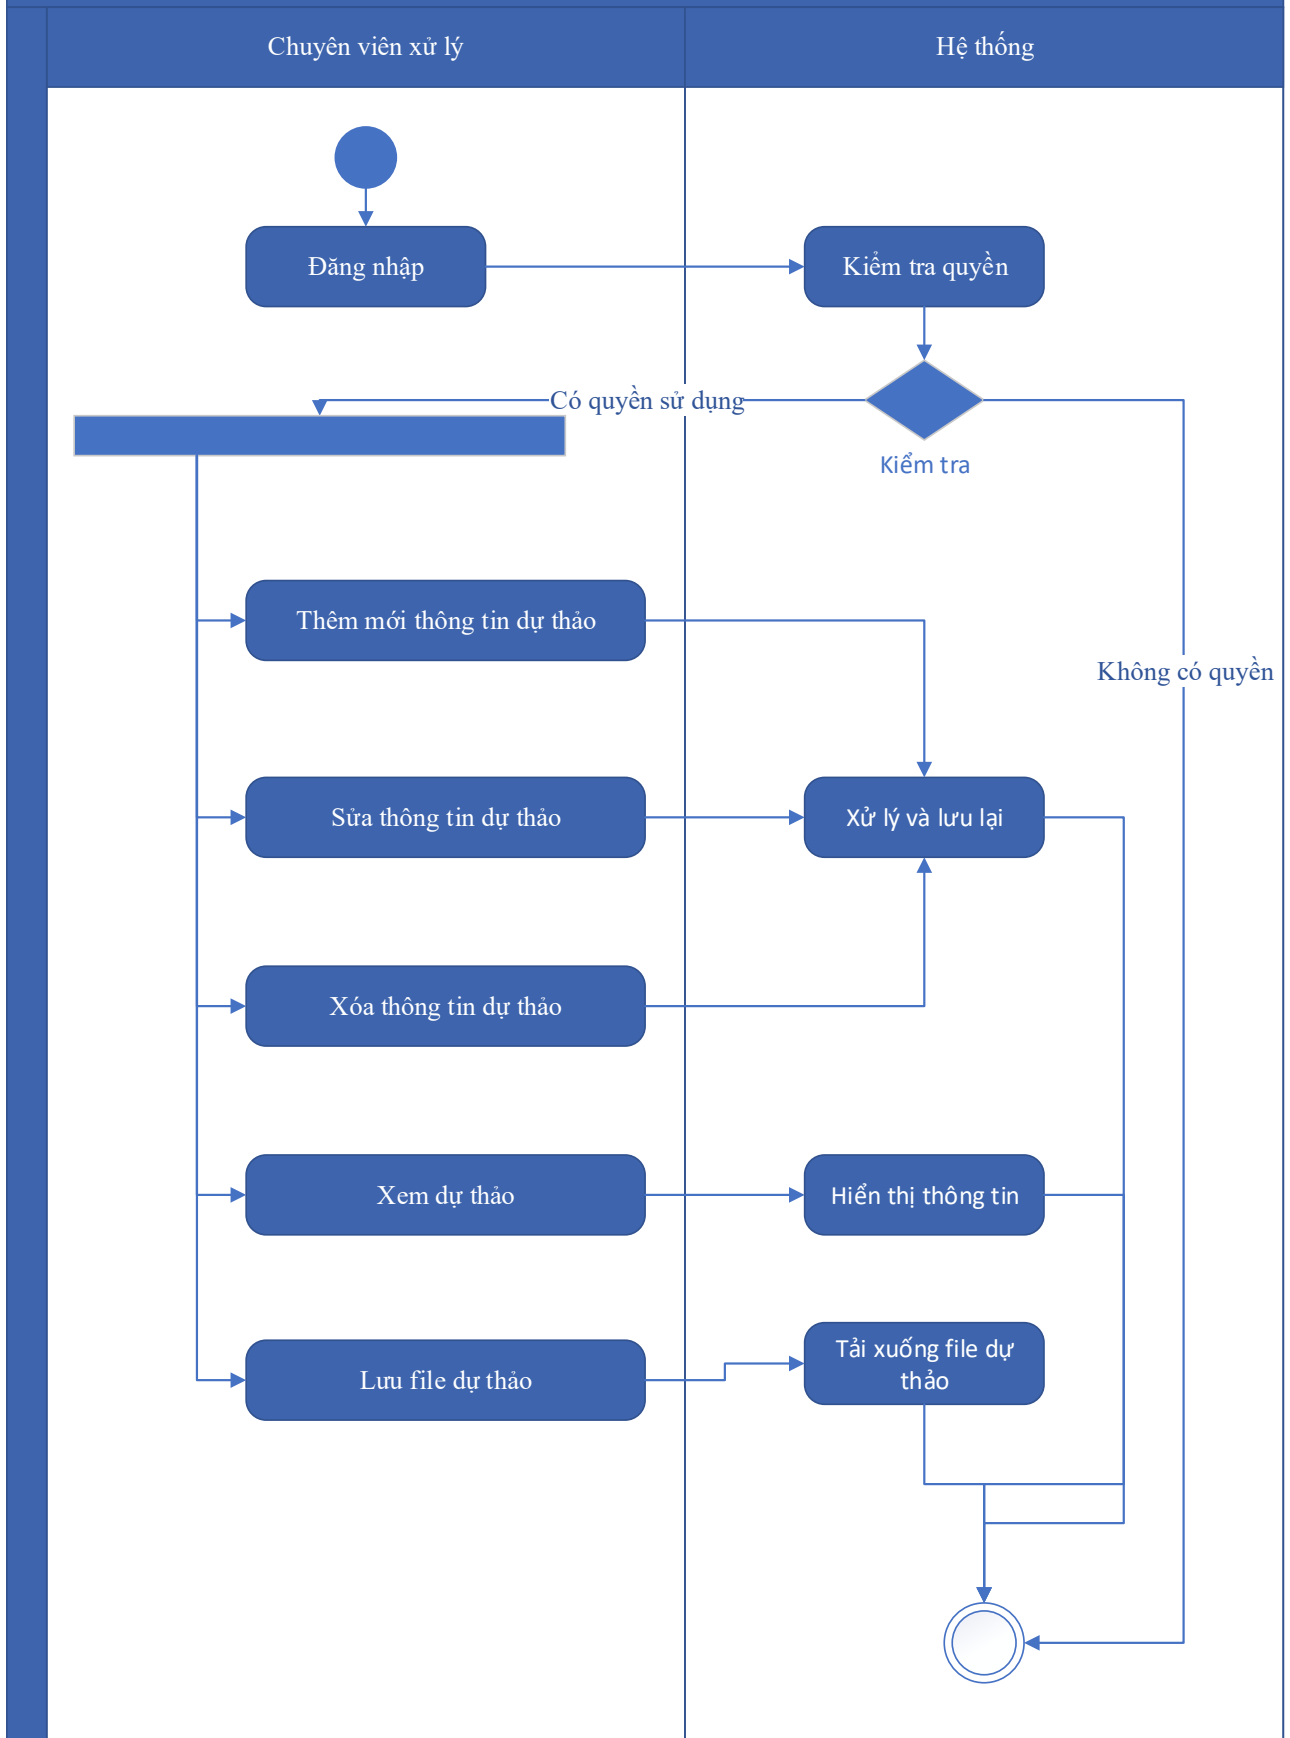 Chuyên viên xử lý
Hệ thống
Đăng nhập
Kiểm tra quyền
Có quyền sử dụng
Kiểm tra
Thêm mới thông tin dự thảo
Không có quyền
Sửa thông tin dự thảo
Xử lý và lưu lại
Xóa thông tin dự thảo
Xem dự thảo
Hiển thị thông tin
Lưu file dự thảo
Tải xuống file dự
thảo